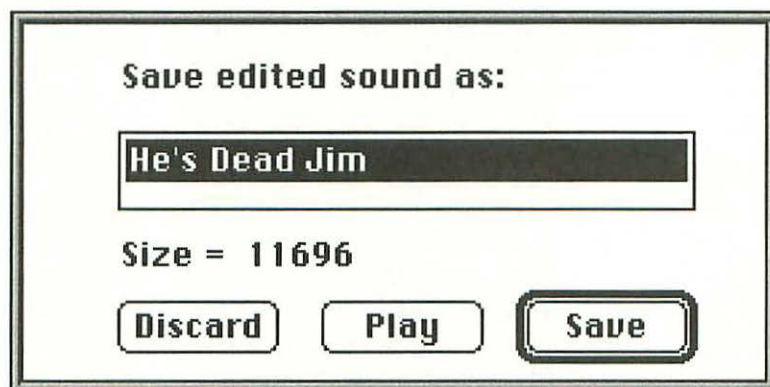 Save edited sound as:
He's Dead Jim
Size = 11696
Discard Play Save